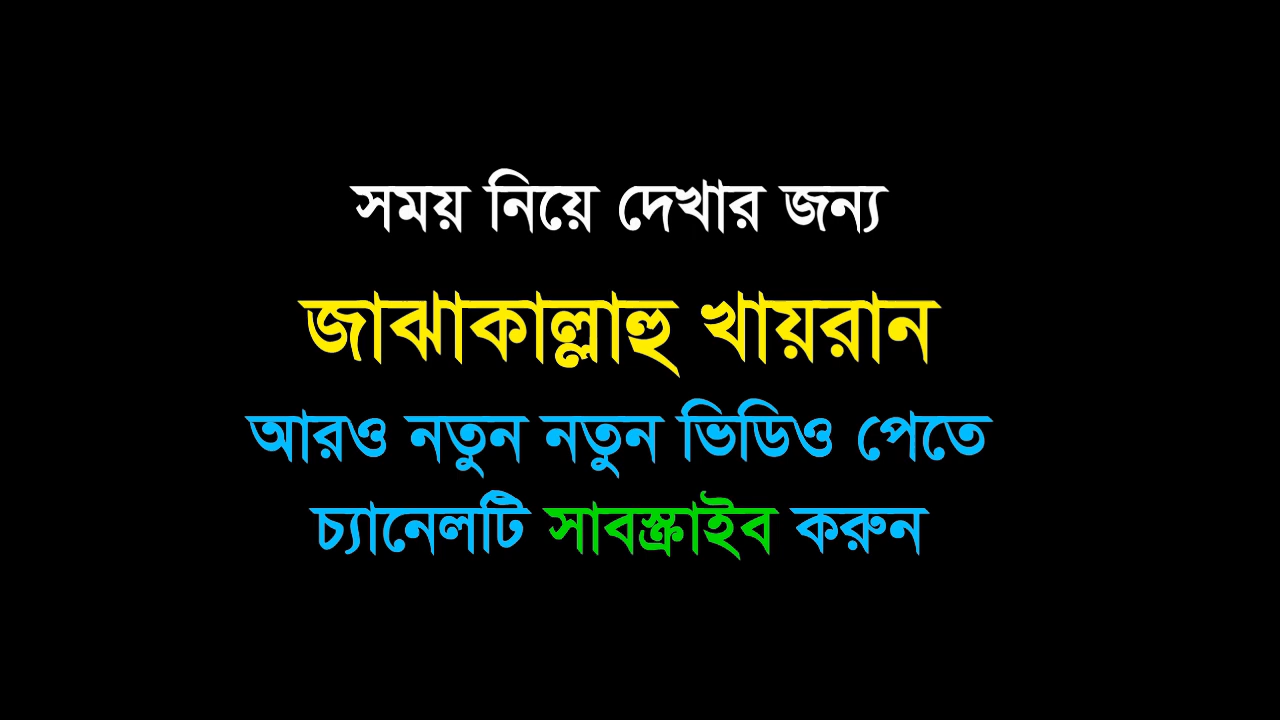 সময় নিয়ে দেখার জন্য
জাঝাকাল্লাহু খায়রান
আরও নতুন নতুন ভিডিও পেতে
চ্যানেলটি সাবস্ক্রাইব করুন